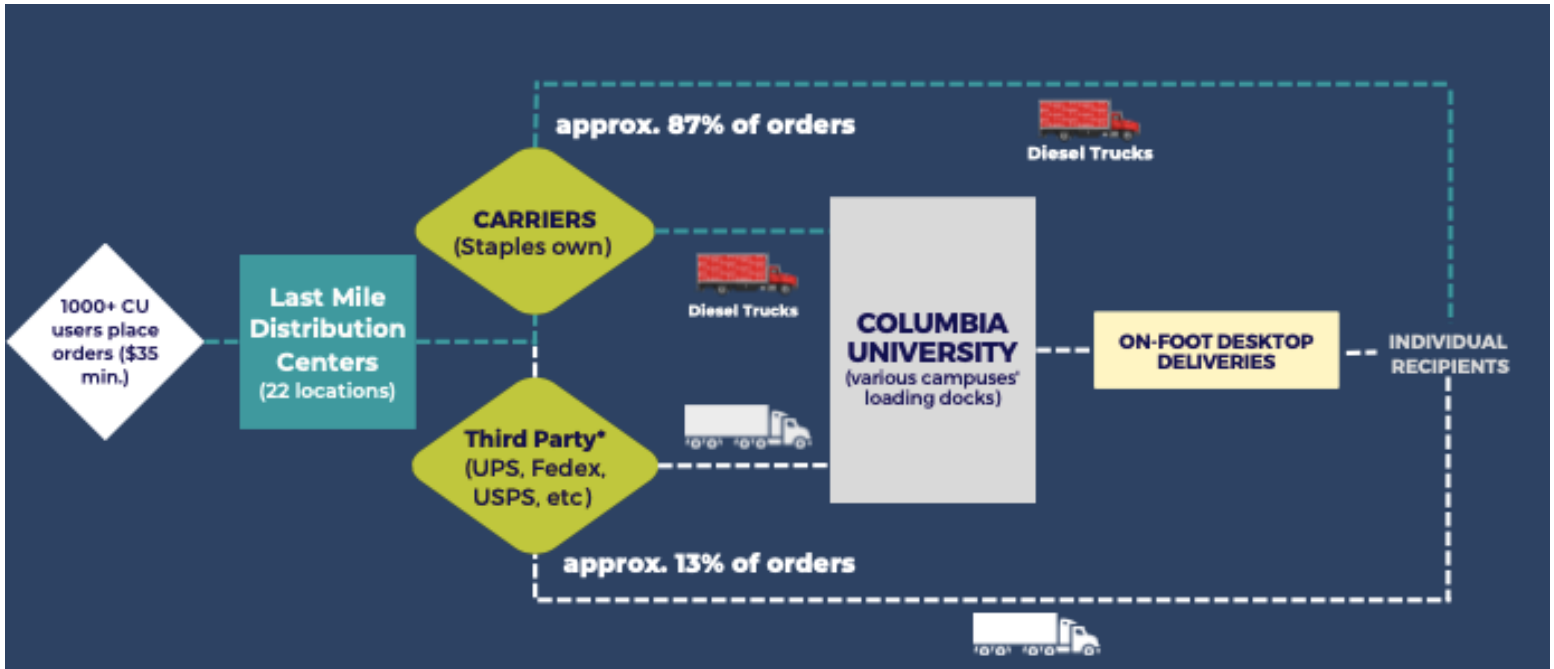 approx. 87% of orders
Diesel Trucks
CARRIERS
(Staples own)
Diesel Trucks
1000+ CU
users place
orders ($35
min.)
Last Mile
Distribution
Centers
(22 locations)
COLUMBIA
UNIVERSITY
(various campuses'
loading docks)
ON-FOOT DESKTOP
DELIVERIES
INDIVIDUAL
RECIPIENTS
Third Party*
(UPS, Fedex,
USPS, etc)
approx. 13% of orders